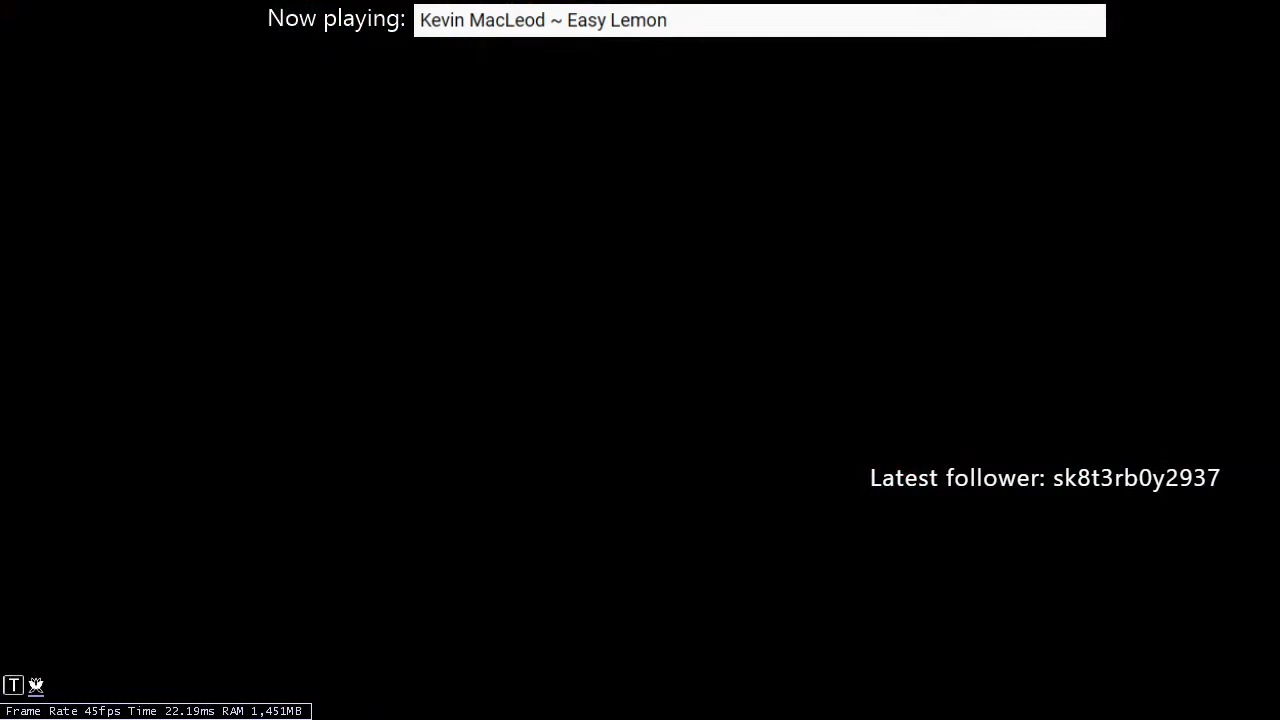 Now playing: Kevin MacLeod ~ Easy Lemon
Latest follower: sk8t3rb0y2937
T
Frame Rate 45fps Time 22.19ms RAM 1,451MB